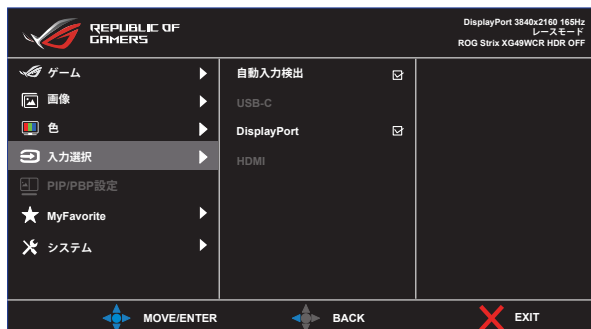 REPUBLIC OF
GAMERS
DisplayPort 3840x2160 165Hz
レースモード
ROG Strix XG49WCR HDR OFF
ゲーム
画像
色
入力選択
PIP/PBP設定
MyFavorite
システム
自動入力検出
USB-C
DisplayPort
HDMI
MOVE/ENTER
BACK
EXIT